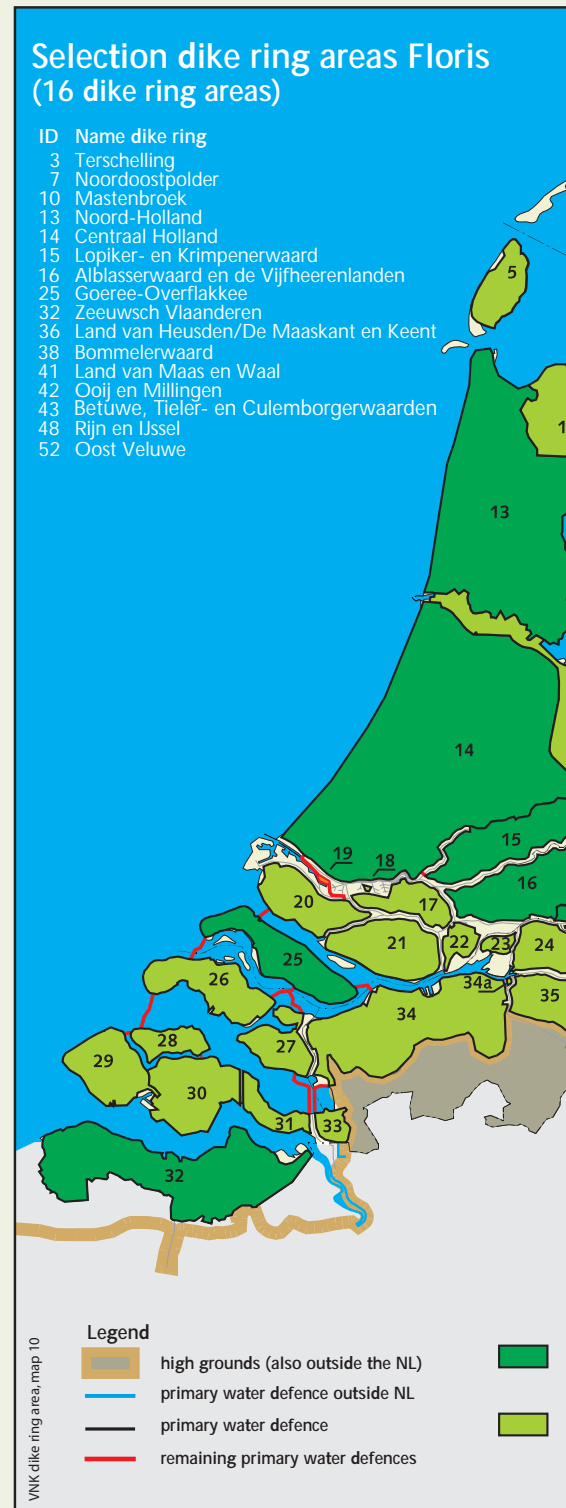 Selection dike ring areas Floris
(16 dike ring areas)
ID Name dike ring
3 Terschelling
7 Noordoostpolder
10 Mastenbroek
13 Noord-Holland
14 Centraal Holland
15 Lopiker- en Krimpenerwaard
16 Alblasserwaard en de Vijfheerenlanden
25 Goeree-Overflakkee
32 Zeeuwsch Vlaanderen
36 Land van Heusden/De Maaskant en Keent
38 Bommelerwaard
41 Land van Maas en Waal
42 Ooij en Millingen
43 Betuwe, Tieler- en Culemborgerwaarden
48 Rijn en IJssel
52 Oost Veluwe
5
13
14
15
19
18
16
20
17
21
22
23
24
25
26
34a
34
35
27
28
29
30
31
33
32
Legend
high grounds (also outside the NL)
primary water defence outside NL
primary water defence
remaining primary water defences
VNK dike ring area, map 10